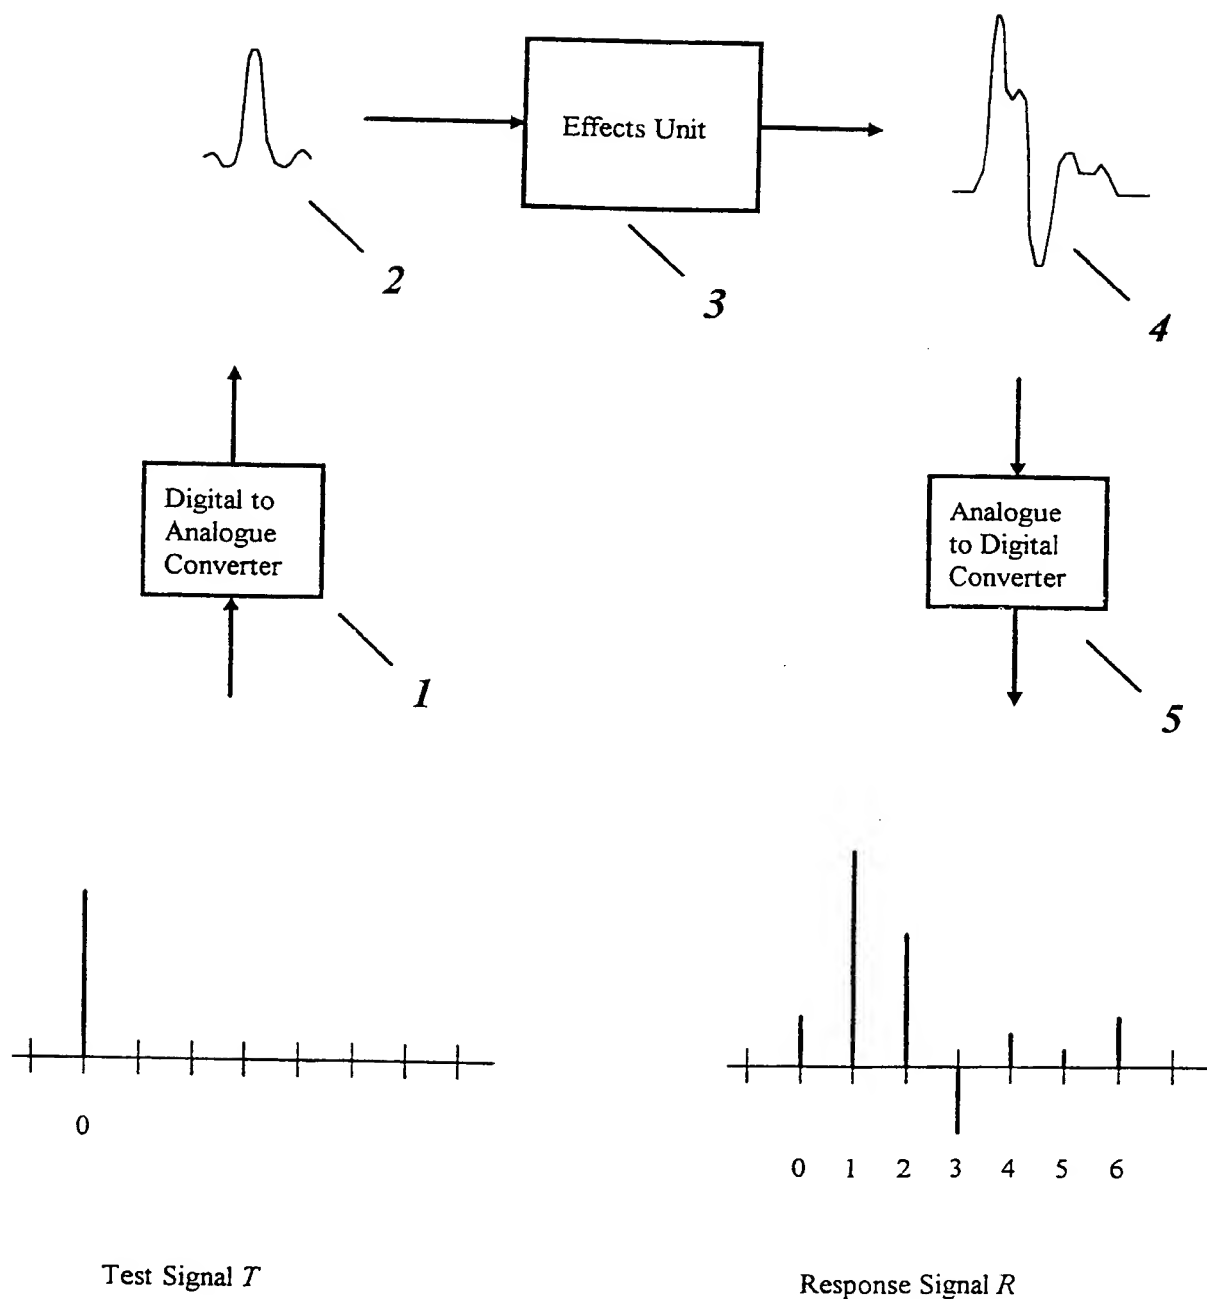 Effects Unit
2
3
4
Digital to
Analogue
Converter
Analogue
to Digital
Converter
1
5
0
0 1 2 3 4 5 6
Test Signal T
Response Signal R